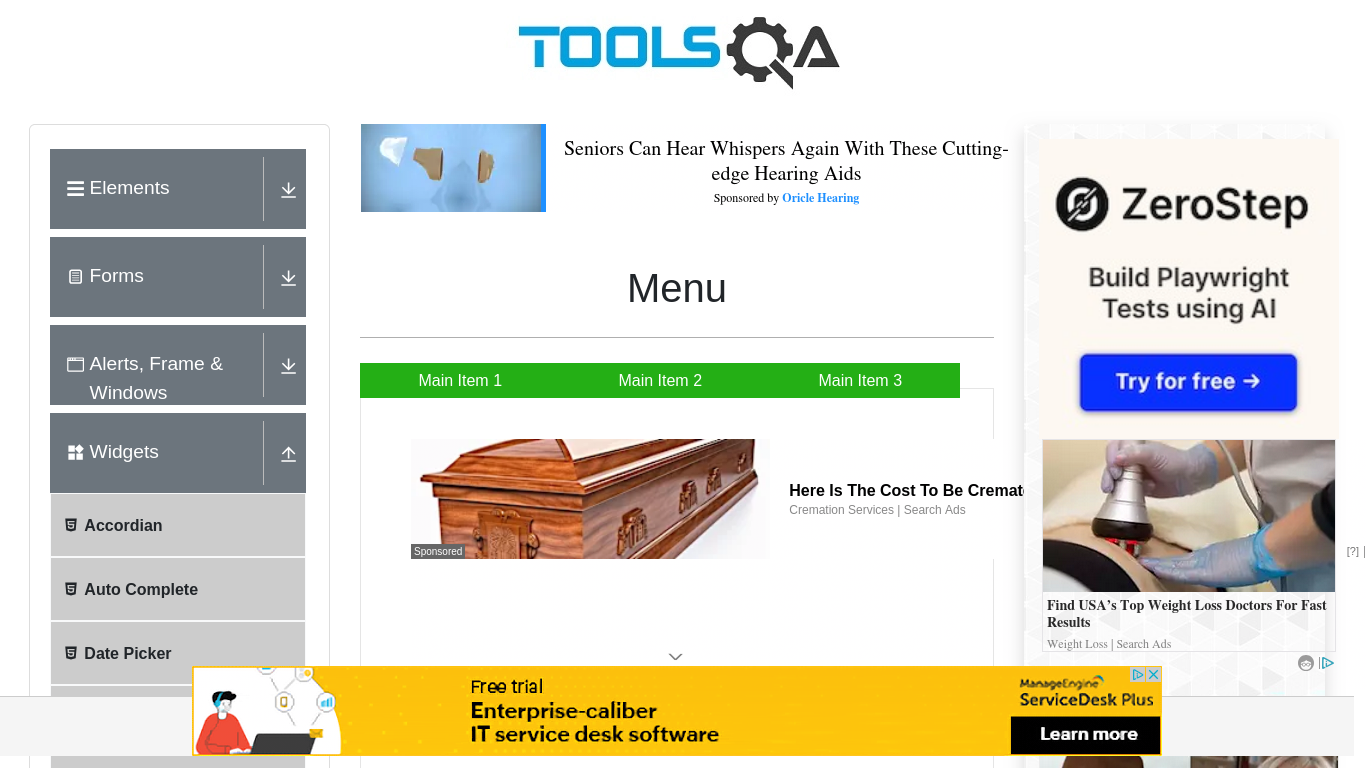 TOOLSQA
Elements
Forms
Alerts, Frame &
Windows
Widgets
Accordian
Auto Complete
Date Picker
Seniors Can Hear Whispers Again With These Cutting-
edge Hearing Aids
Sponsored by Oricle Hearing
Menu
Main Item 1
Main Item 2
Main Item 3
Sponsored
Here Is The Cost To Be Cremat
Cremation Services | Search Ads
ZeroStep
Build Playwright
Tests using AI
Try for free →
Find USA’s Top Weight Loss Doctors For Fast
Results
Weight Loss | Search Ads
[?]
Free trial
Enterprise-caliber
IT service desk software
ManageEngine
ServiceDesk Plus
Learn more